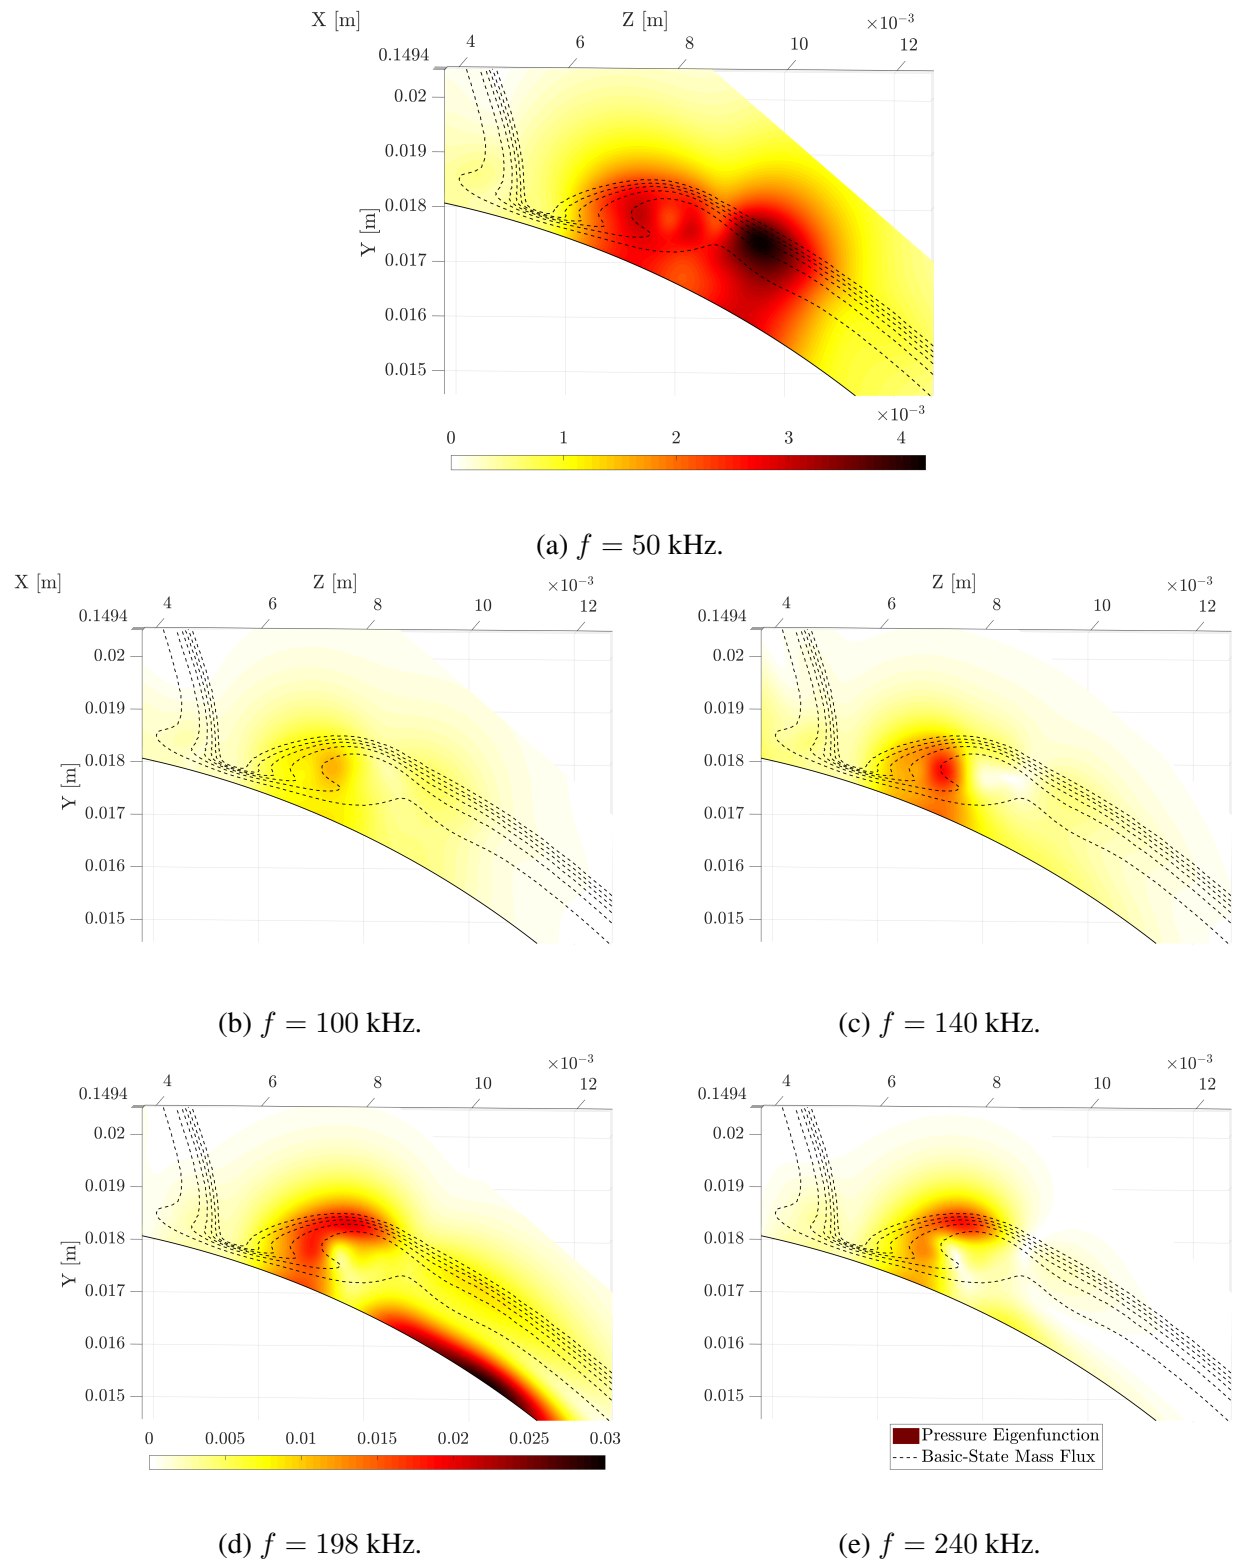 X [m] Z [m] ×10⁻³
4 6 8 10 12
0.1494
0.02
0.019
0.018
Y [m]
0.017
0.016
0.015
×10⁻³
0 1 2 3 4
(a) f = 50 kHz.
X [m] Z [m] ×10⁻³
4 6 8 10 12
0.1494
0.02
0.019
0.018
Y [m]
0.017
0.016
0.015
(b) f = 100 kHz.
Z [m] ×10⁻³
4 6 8 10 12
0.1494
0.02
0.019
0.018
0.017
0.016
0.015
(c) f = 140 kHz.
×10⁻³
4 6 8 10 12
0.1494
0.02
0.019
0.018
Y [m]
0.017
0.016
0.015
0 0.005 0.01 0.015 0.02 0.025 0.03
(d) f = 198 kHz.
×10⁻³
4 6 8 10 12
0.1494
0.02
0.019
0.018
0.017
0.016
0.015
Pressure Eigenfunction
Basic-State Mass Flux
(e) f = 240 kHz.